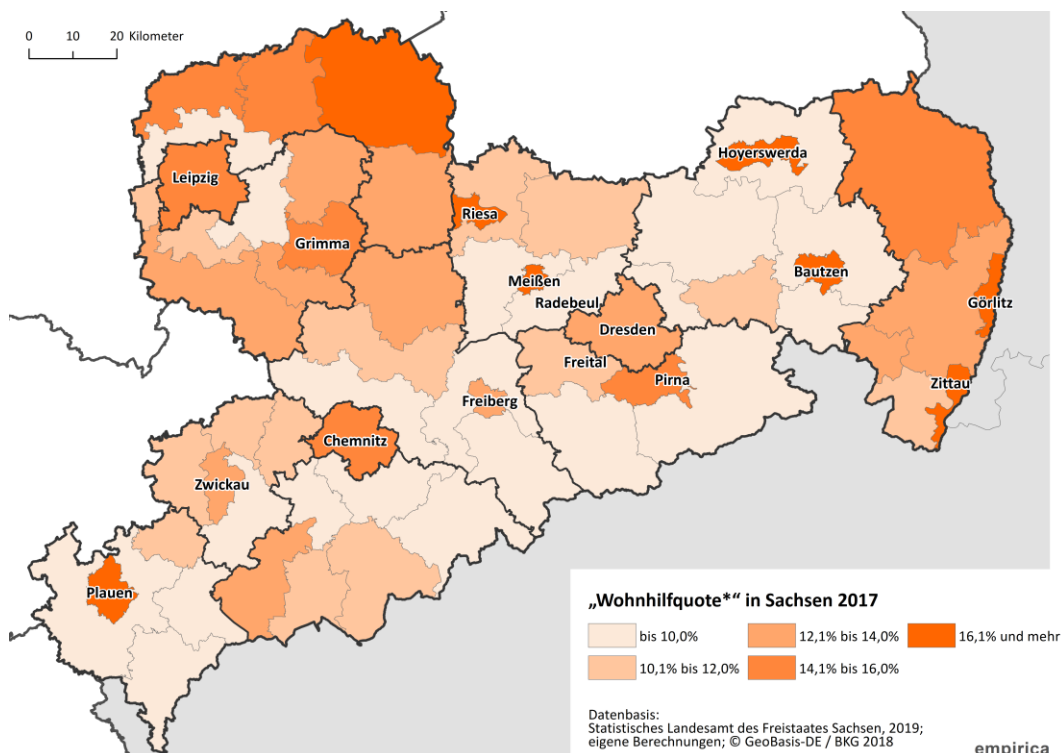 0 10 20 Kilometer
Hoyerswerda
Leipzig
Riesa
Grimma
Bautzen
Meißen
Radebeul
Görlitz
Dresden
Freital
Pirna
Zittau
Freiberg
Chemnitz
Zwickau
Plauen
„Wohnhilfquote*“ in Sachsen 2017
bis 10,0%
12,1% bis 14,0%
16,1% und mehr
10,1% bis 12,0%
14,1% bis 16,0%
Datenbasis:
Statistisches Landesamt des Freistaates Sachsen, 2019;
eigene Berechnungen; © GeoBasis-DE / BKG 2018
empirica